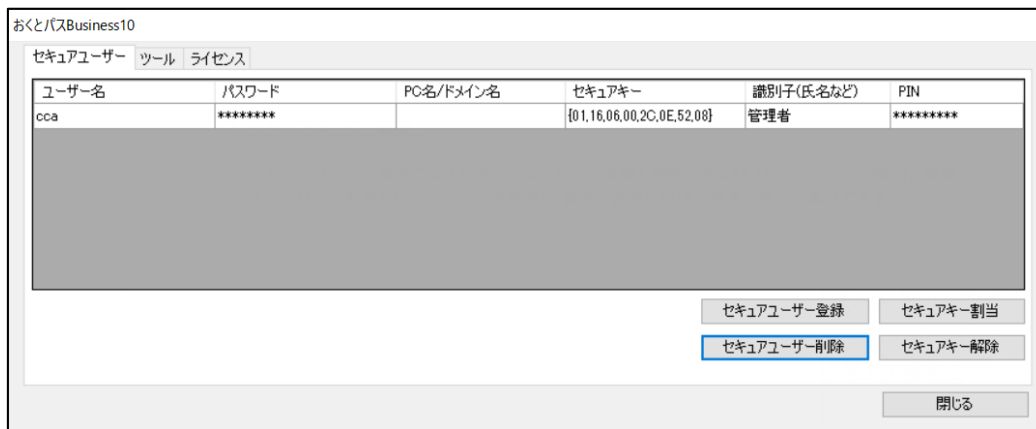 おくとパスBusiness10
セキュアユーザー ツール ライセンス
ユーザー名 パスワード PC名/ドメイン名 セキュアキー 識別子(氏名など) PIN
cca ******** {01,16,06,00,2C,0E,52,08} 管理者 *********
セキュアユーザー登録 セキュアキー割当
セキュアユーザー削除 セキュアキー解除
閉じる